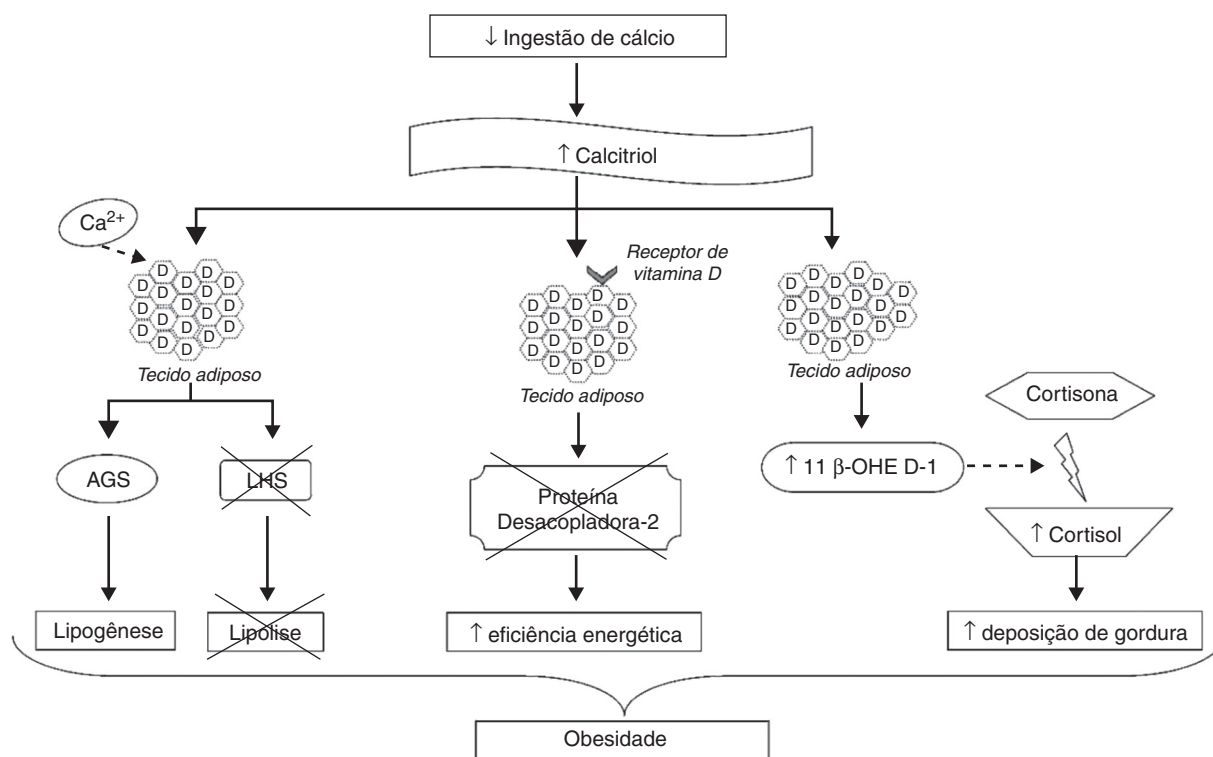 ↓ Ingestão de cálcio
↑ Calcitriol
Ca²⁺
Receptor de
vitamina D
D D D D D D D D D D D D D D D D D D
D D D D D D D D D D D D D D D D D
D D D D D D D D D D D D D D D D D D
Tecido adiposo
Tecido adiposo
Tecido adiposo
Cortisona
AGS
LHS
Proteína
Desacopladora-2
↑ 11 β-OHE D-1
↑ Cortisol
Lipogênese
Lipólise
↑ eficiência energética
↑ deposição de gordura
Obesidade